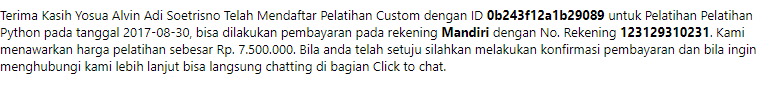 Terima Kasih Yosua Alvin Adi Soetrisno Telah Mendaftar Pelatihan Custom dengan ID 0b243f12a1b29089 untuk Pelatihan Pelatihan
Python pada tanggal 2017-08-30, bisa dilakukan pembayaran pada rekening Mandiri dengan No. Rekening 123129310231. Kami
menawarkan harga pelatihan sebesar Rp. 7.500.000. Bila anda telah setuju silahkan melakukan konfirmasi pembayaran dan bila ingin
menghubungi kami lebih lanjut bisa langsung chatting di bagian Click to chat.